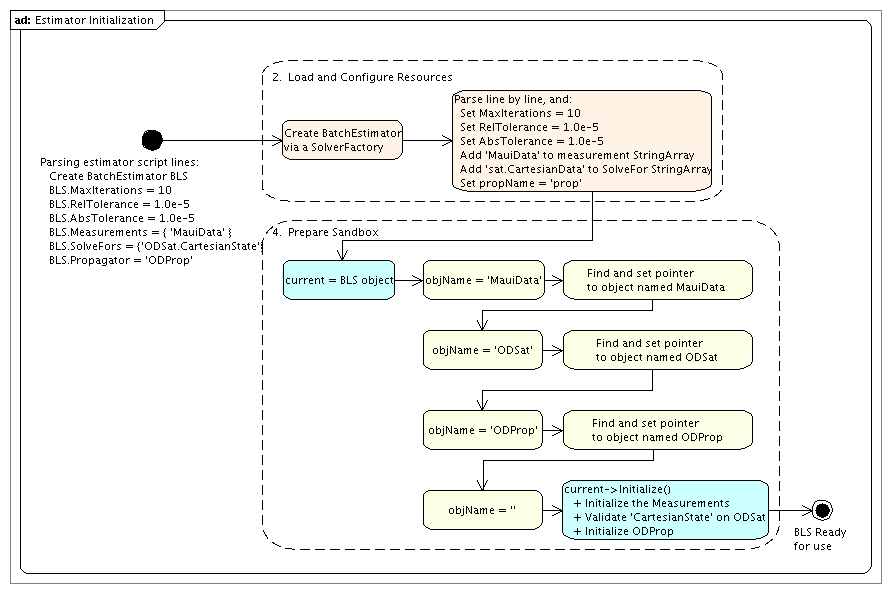 ad: Estimator Initialization
2. Load and Configure Resources
Create BatchEstimator
via a SolverFactory
Parse line by line, and:
Set MaxIterations = 10
Set RelTolerance = 1.0e-5
Set AbsTolerance = 1.0e-5
Add 'MauiData' to measurement StringArray
Add 'sat.CartesianData' to SolveFor StringArray
Set propName = 'prop'
Parsing estimator script lines:
Create BatchEstimator BLS
BLS.MaxIterations = 10
BLS.RelTolerance = 1.0e-5
BLS.AbsTolerance = 1.0e-5
BLS.Measurements = { 'MauiData' }
BLS.SolveFors = {'ODSat.CartesianState'}
BLS.Propagator = 'ODProp'
4. Prepare Sandbox
current = BLS object
objName = 'MauiData'
Find and set pointer
to object named MauiData
objName = 'ODSat'
Find and set pointer
to object named ODSat
objName = 'ODProp'
Find and set pointer
to object named ODProp
objName = ''
current->Initialize()
+ Initialize the Measurements
+ Validate 'CartesianState' on ODSat
+ Initialize ODProp
BLS Ready
for use